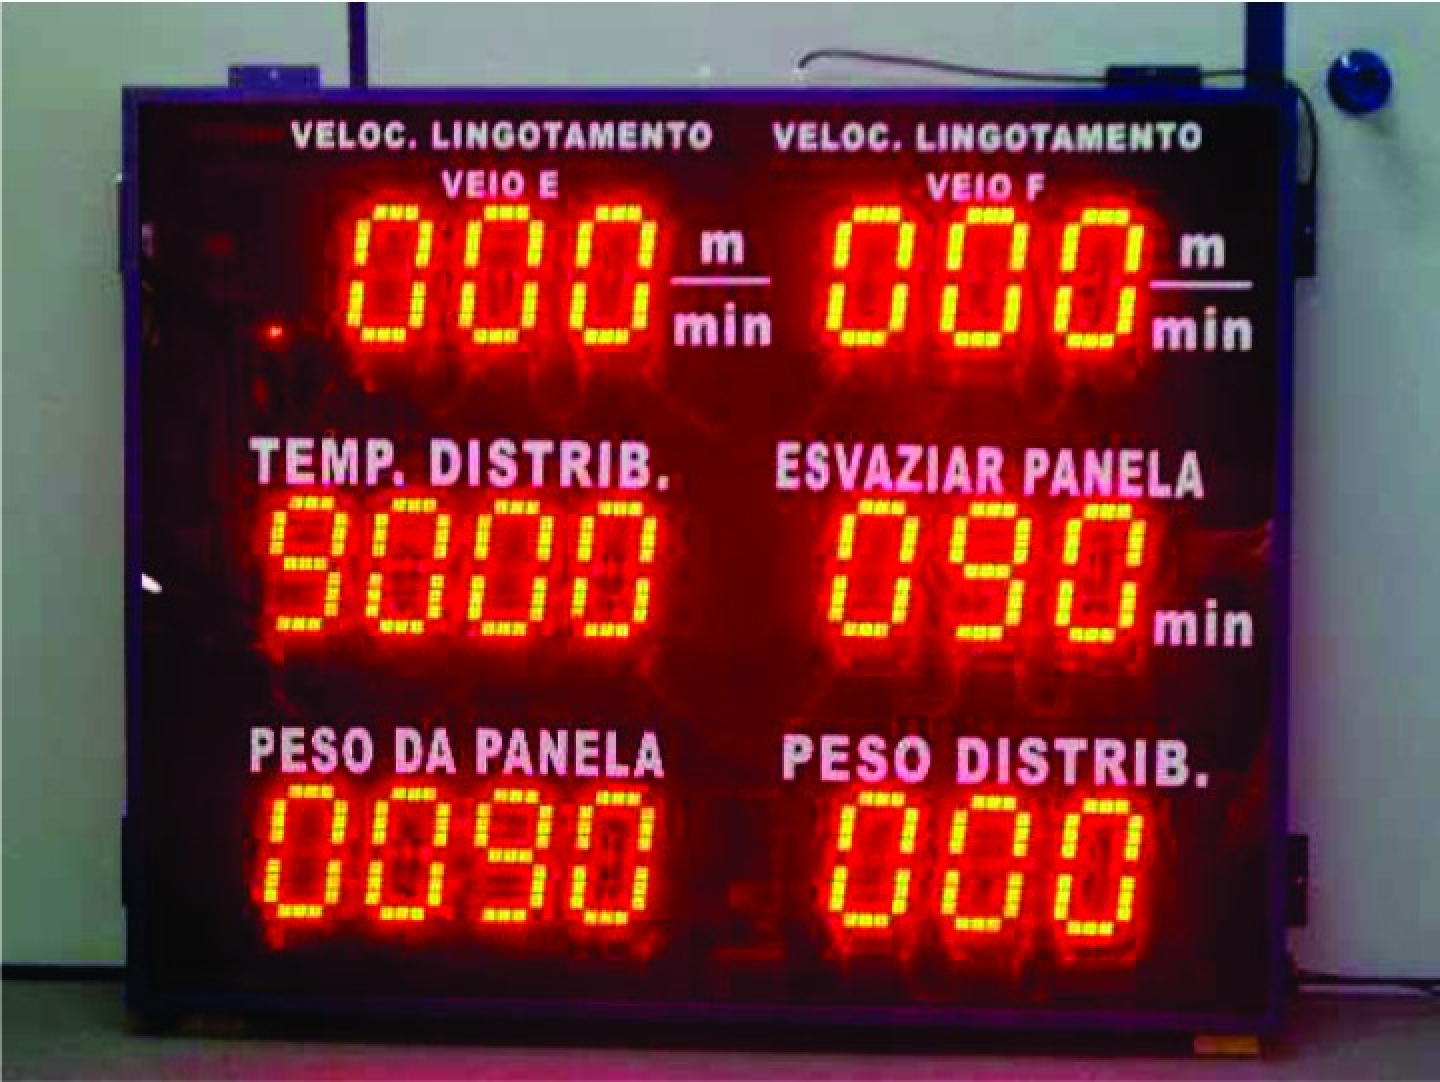 VELOC. LINGOTAMENTO
VEIO E
000 m/min
VELOC. LINGOTAMENTO
VEIO F
000 m/min
TEMP. DISTRIB.
9000
ESVAZIAR PANELA
090 min
PESO DA PANELA
0090
PESO DISTRIB.
000